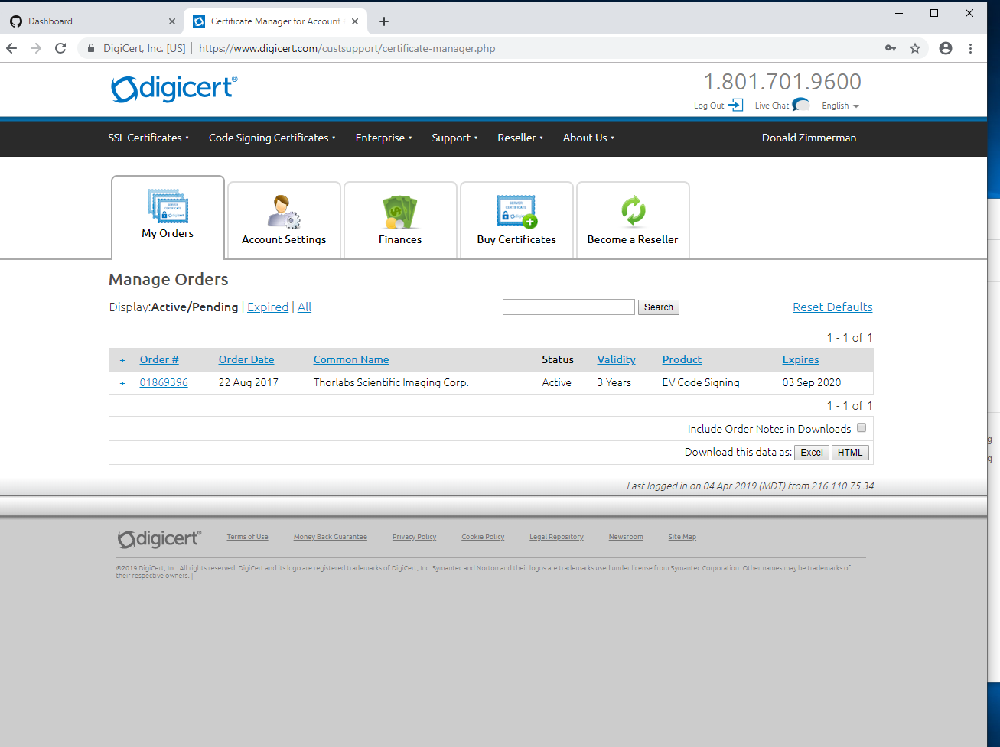 Dashboard
Certificate Manager for Account
DigiCert, Inc. [US] | https://www.digicert.com/custsupport/certificate-manager.php
digicert®
1.801.701.9600
Log Out Live Chat English
SSL Certificates Code Signing Certificates Enterprise Support Reseller About Us Donald Zimmerman
My Orders
Account Settings
Finances
SERVER CERTIFICATE
Buy Certificates
Become a Reseller
Manage Orders
Display:Active/Pending | Expired | All
Search
Reset Defaults
1 - 1 of 1
+ Order # Order Date Common Name Status Validity Product Expires
+ 01869396 22 Aug 2017 Thorlabs Scientific Imaging Corp. Active 3 Years EV Code Signing 03 Sep 2020
1 - 1 of 1
Include Order Notes in Downloads
Download this data as: Excel HTML
Last logged in on 04 Apr 2019 (MDT) from 216.110.75.34
digicert®
Terms of Use Money Back Guarantee Privacy Policy Cookie Policy Legal Repository Newsroom Site Map
©2019 DigiCert, Inc. All rights reserved. DigiCert and its logo are registered trademarks of DigiCert, Inc. Symantec and Norton and their logos are trademarks used under license from Symantec Corporation. Other names may be trademarks of
their respective owners. |